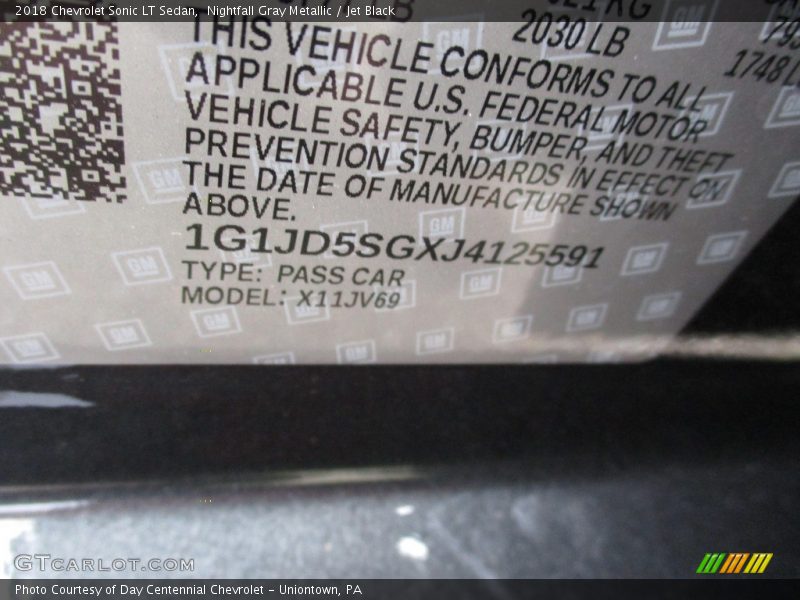 2018 Chevrolet Sonic LT Sedan, Nightfall Gray Metallic / Jet Black
2030 LB
THIS VEHICLE CONFORMS TO ALL
APPLICABLE U.S. FEDERAL MOTOR
VEHICLE SAFETY, BUMPER, AND THEFT
PREVENTION STANDARDS IN EFFECT ON
THE DATE OF MANUFACTURE SHOWN
ABOVE.
1G1JD5SGXJ4125591
TYPE: PASS CAR
MODEL: X11JV69
GTCARLOT.COM
Photo Courtesy of Day Centennial Chevrolet - Uniontown, PA